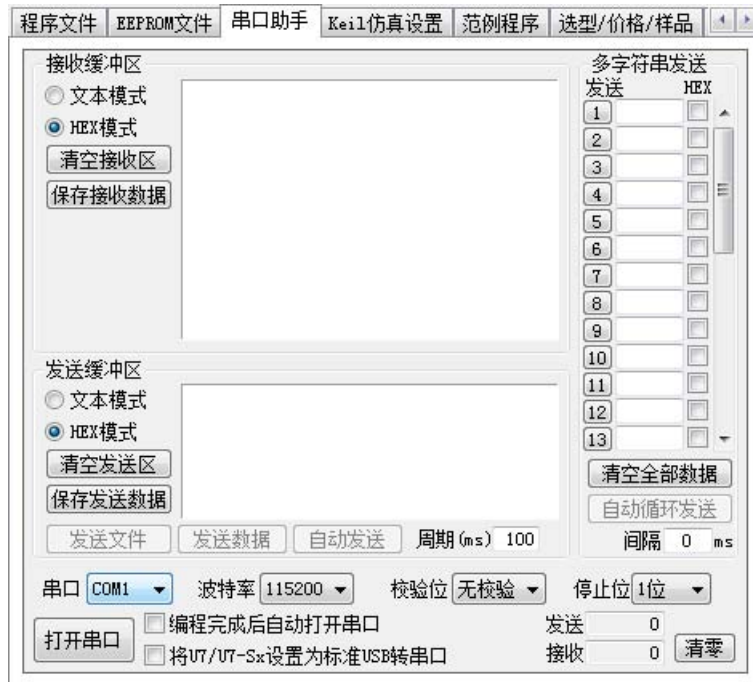 程序文件 EEPROM文件 串口助手 Keil仿真设置 范例程序 选型/价格/样品
接收缓冲区
文本模式
HEX模式
清空接收区
保存接收数据
发送缓冲区
文本模式
HEX模式
清空发送区
保存发送数据
发送文件 发送数据 自动发送 周期(ms) 100
多字符串发送
发送 HEX
1
2
3
4
5
6
7
8
9
10
11
12
13
清空全部数据
自动循环发送
间隔 0 ms
串口 COM1 波特率 115200 校验位 无校验 停止位 1位
打开串口
编程完成后自动打开串口
将U7/U7-Sx设置为标准USB转串口
发送 0
接收 0
清零